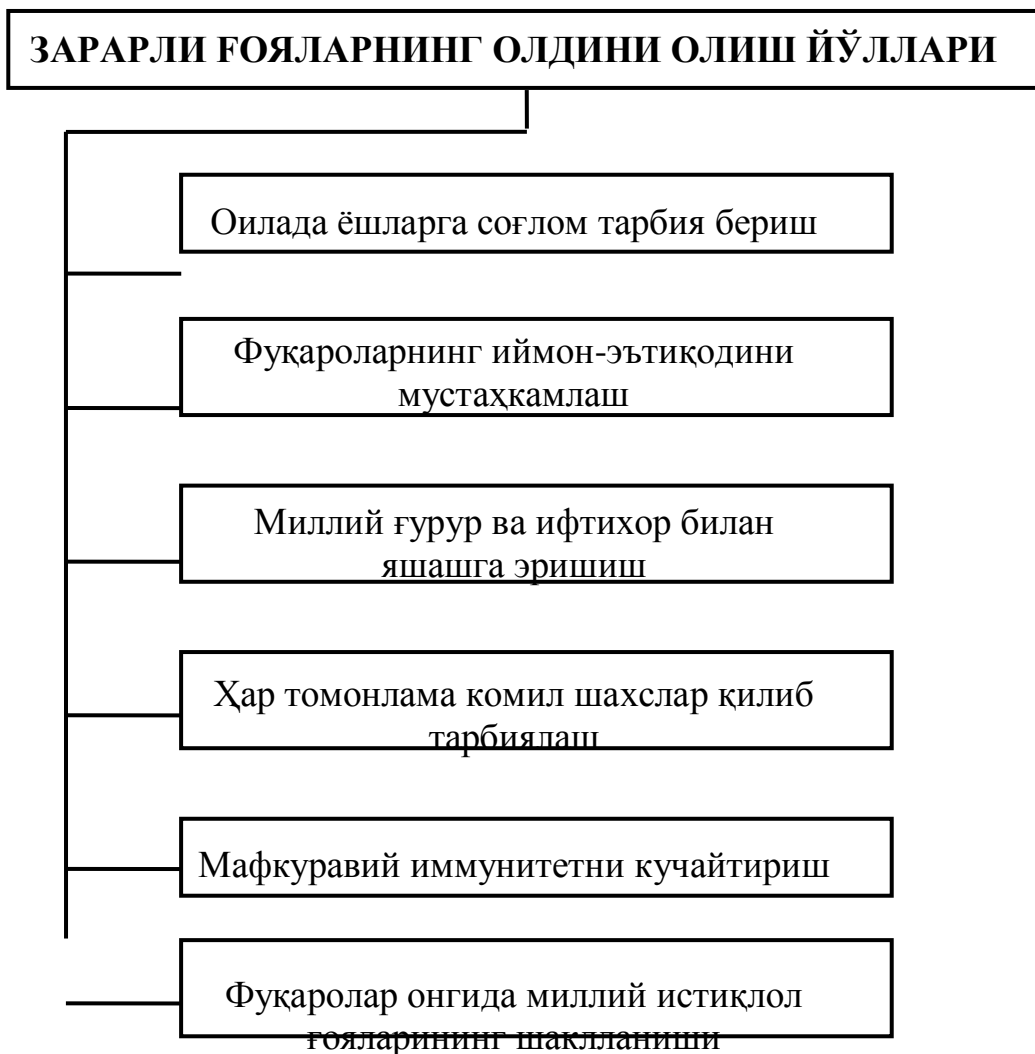 ЗАРАРЛИ ҒОЯЛАРНИНГ ОЛДИНИ ОЛИШ ЙЎЛЛАРИ
Оилада ёшларга соғлом тарбия бериш
Фуқароларнинг иймон-эътиқодини
мустаҳкамлаш
Миллий ғурур ва ифтихор билан
яшашга эришиш
Ҳар томонлама комил шахслар қилиб
тарбиялаш
Мафкуравий иммунитетни кучайтириш
Фуқаролар онгида миллий истиқлол
ғояларининг шаклланиши